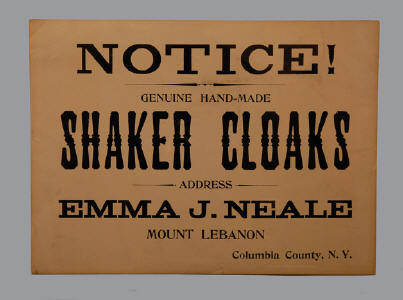 NOTICE!
GENUINE HAND-MADE
SHAKER CLOAKS
ADDRESS
EMMA J. NEALE
MOUNT LEBANON
Columbia County, N. Y.